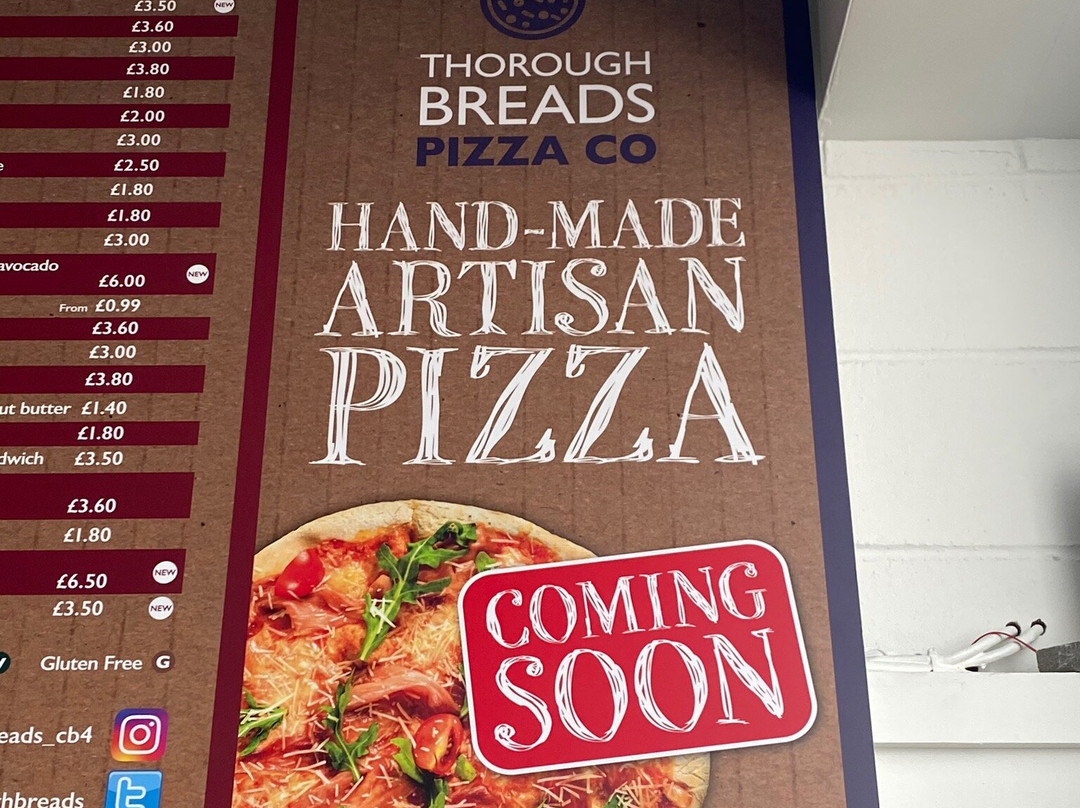 £3.50 NEW
£3.60
£3.00
£3.80
£1.80
£2.00
£3.00
£2.50
£1.80
£1.80
£3.00
avocado
£6.00 NEW
From £0.99
£3.60
£3.00
£3.80
ut butter £1.40
£1.80
dwich £3.50
£3.60
£1.80
£6.50 NEW
£3.50 NEW
Gluten Free G
eads_cb4
hbreads
THOROUGH
BREADS
PIZZA CO
HAND-MADE
ARTISAN
PIZZA
COMING
SOON